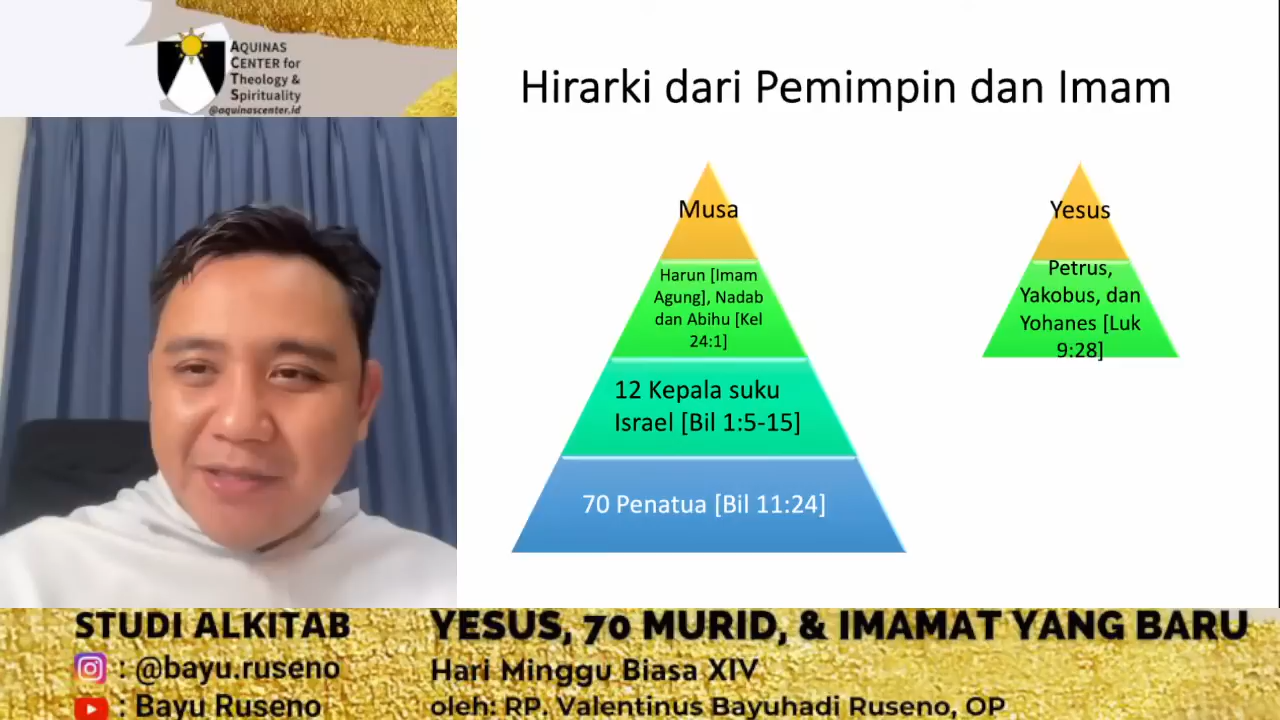 AQUINAS
CENTER for
Theology &
Spirituality
@aquinascenter.id
Hirarki dari Pemimpin dan Imam
Musa
Harun [Imam
Agung], Nadab
dan Abihu [Kel
24:1]
12 Kepala suku
Israel [Bil 1:5-15]
70 Penatua [Bil 11:24]
Yesus
Petrus,
Yakobus, dan
Yohanes [Luk
9:28]
STUDI ALKITAB
: @bayu.ruseno
: Bayu Ruseno
YESUS, 70 MURID, & IMAMAT YANG BARU
Hari Minggu Biasa XIV
oleh: RP. Valentinus Bayuhadi Ruseno, OP